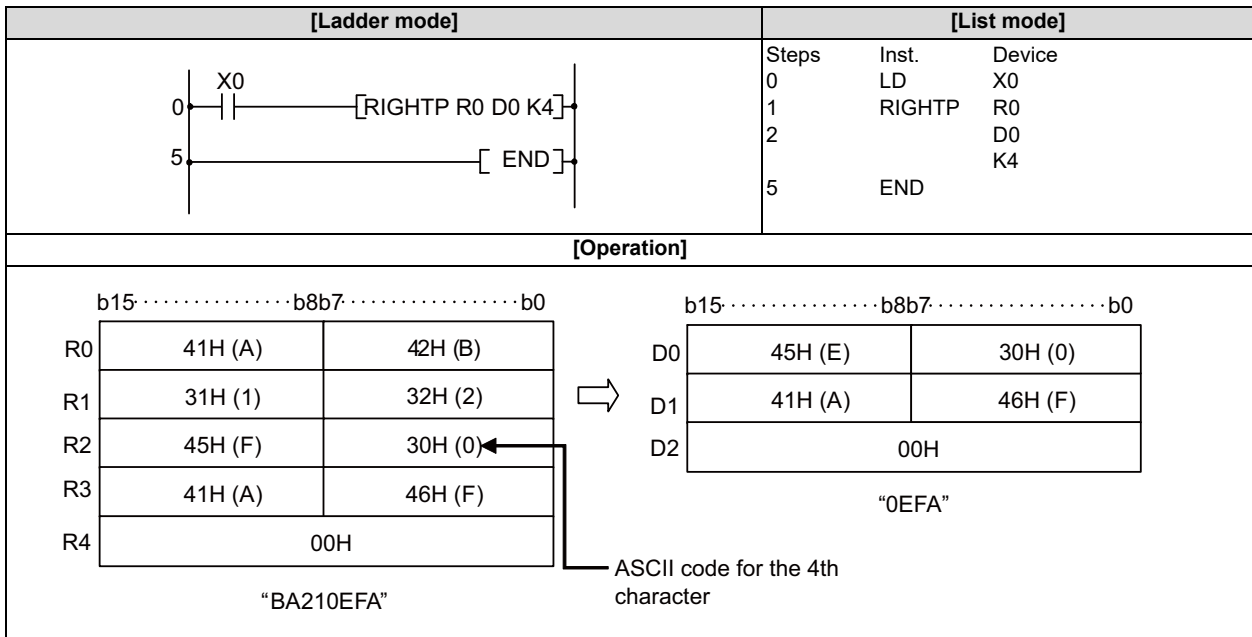 [Ladder mode] [List mode]
Steps Inst. Device
0 LD X0
1 RIGHTP R0
2 D0
K4
5 END
X0
0 [RIGHTP R0 D0 K4]
5 [ END ]
[Operation]
b15················b8b7··················b0 b15················b8b7··················b0
R0 41H (A) 42H (B) D0 45H (E) 30H (0)
R1 31H (1) 32H (2) D1 41H (A) 46H (F)
R2 45H (F) 30H (0) D2 00H
R3 41H (A) 46H (F) “0EFA”
R4 00H
ASCII code for the 4th
character
“BA210EFA”